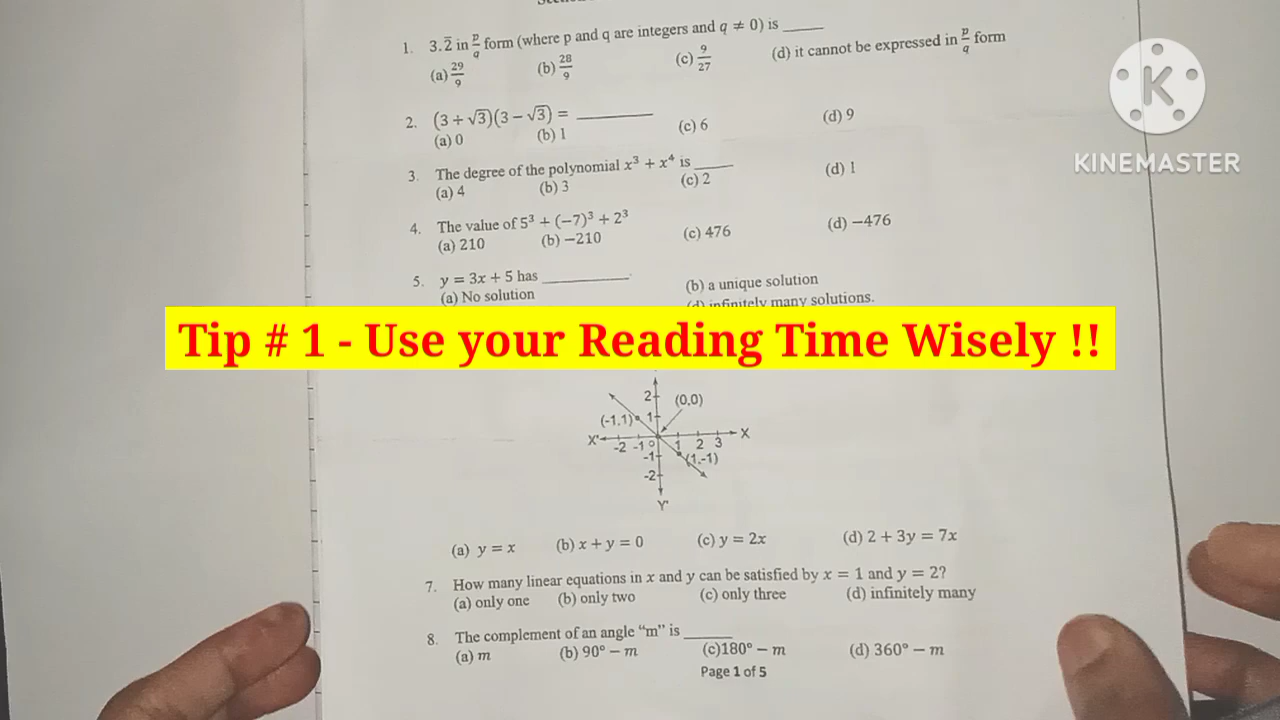 1. 3.2̅ in p/q form (where p and q are integers and q ≠ 0) is ____
(a) 29/9 (b) 28/9 (c) 9/27 (d) it cannot be expressed in p/q form
2. (3 + √3)(3 − √3) = ____
(a) 0 (b) 1 (c) 6 (d) 9
3. The degree of the polynomial x³ + x⁴ is ____
(a) 4 (b) 3 (c) 2 (d) 1
4. The value of 5³ + (−7)³ + 2³
(a) 210 (b) −210 (c) 476 (d) −476
5. y = 3x + 5 has ____
(a) No solution (b) a unique solution
(d) infinitely many solutions.
Tip # 1 - Use your Reading Time Wisely !!
2 (0,0)
(-1,1) 1
X' -2 -1 0 1 2 3 X
-1 (1,-1)
-2
Y'
(a) y = x (b) x + y = 0 (c) y = 2x (d) 2 + 3y = 7x
7. How many linear equations in x and y can be satisfied by x = 1 and y = 2?
(a) only one (b) only two (c) only three (d) infinitely many
8. The complement of an angle “m” is ____
(a) m (b) 90° − m (c)180° − m (d) 360° − m
Page 1 of 5
K
KINEMASTER